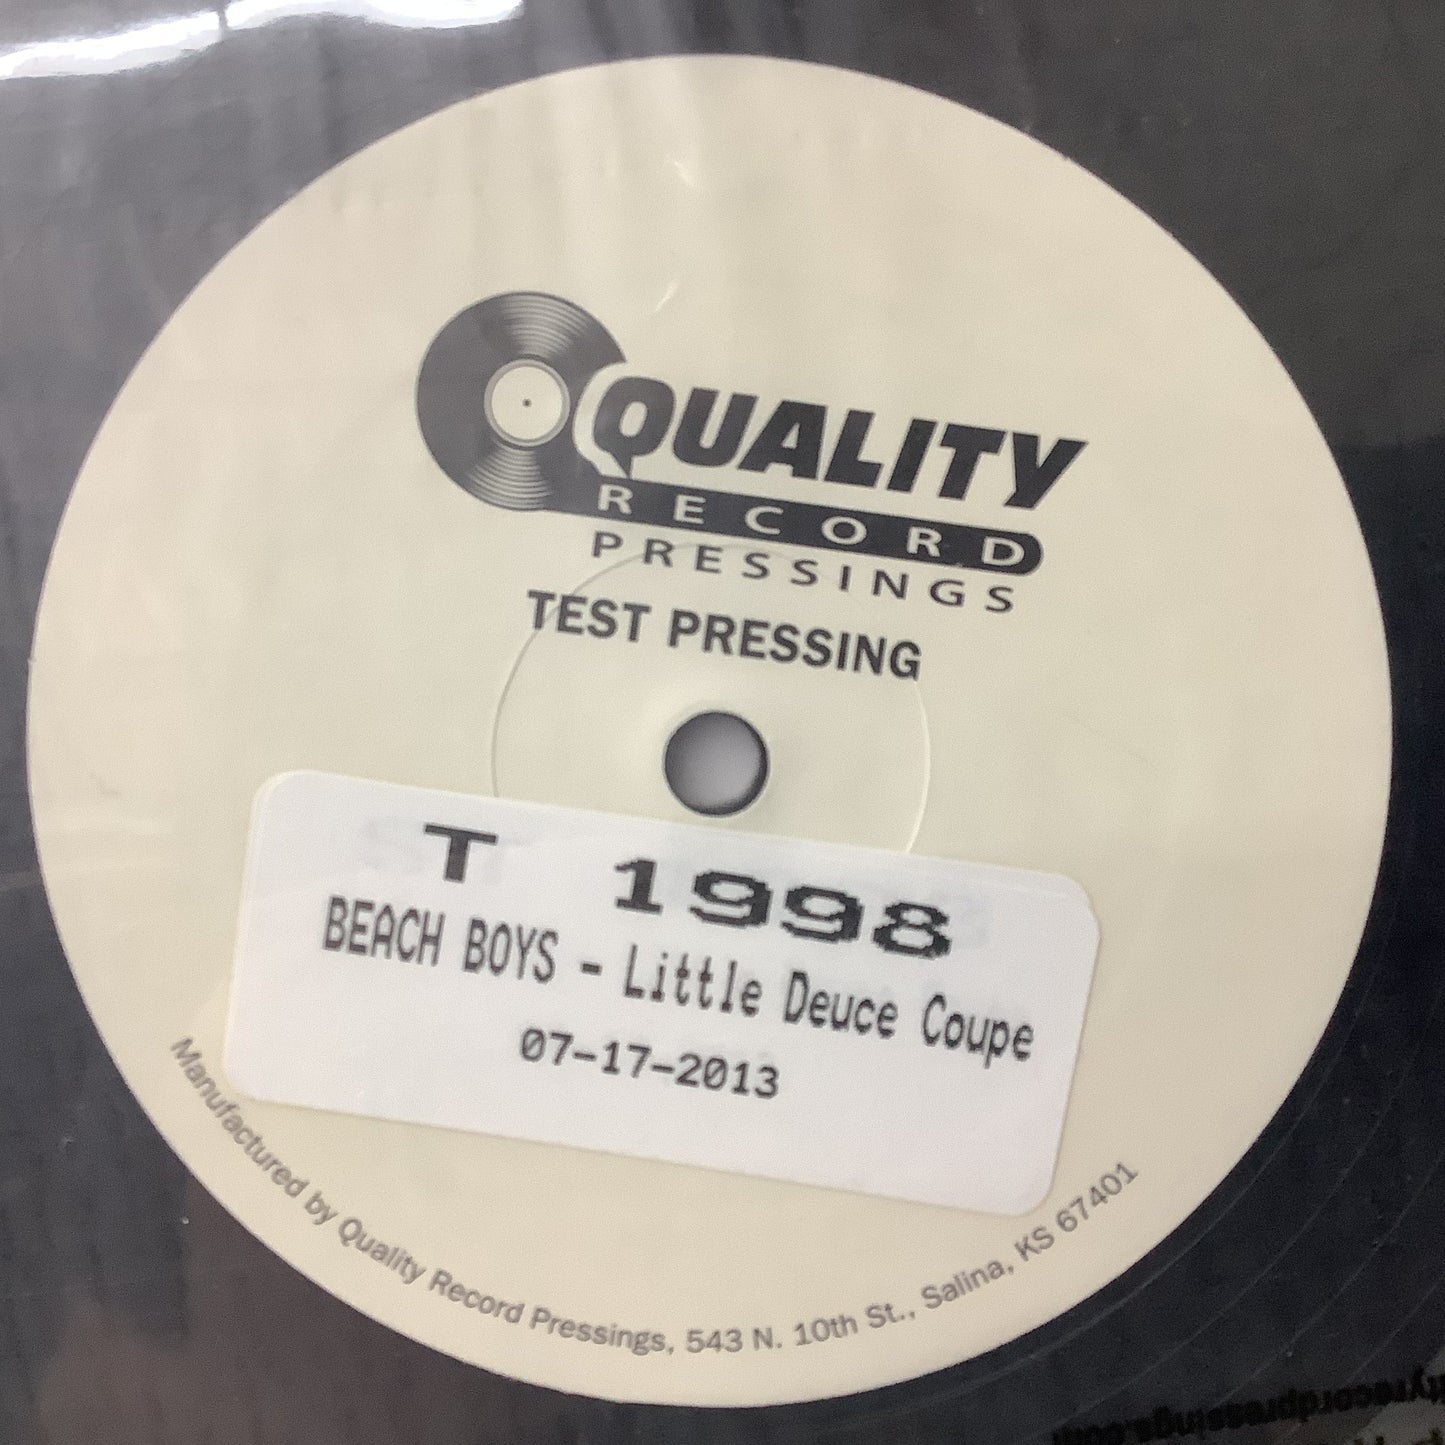 QUALITY
RECORD
PRESSINGS
TEST PRESSING
T 1998
BEACH BOYS - Little Deuce Coupe
07-17-2013
Manufactured by Quality Record Pressings, 543 N. 10th St., Salina, KS 67401